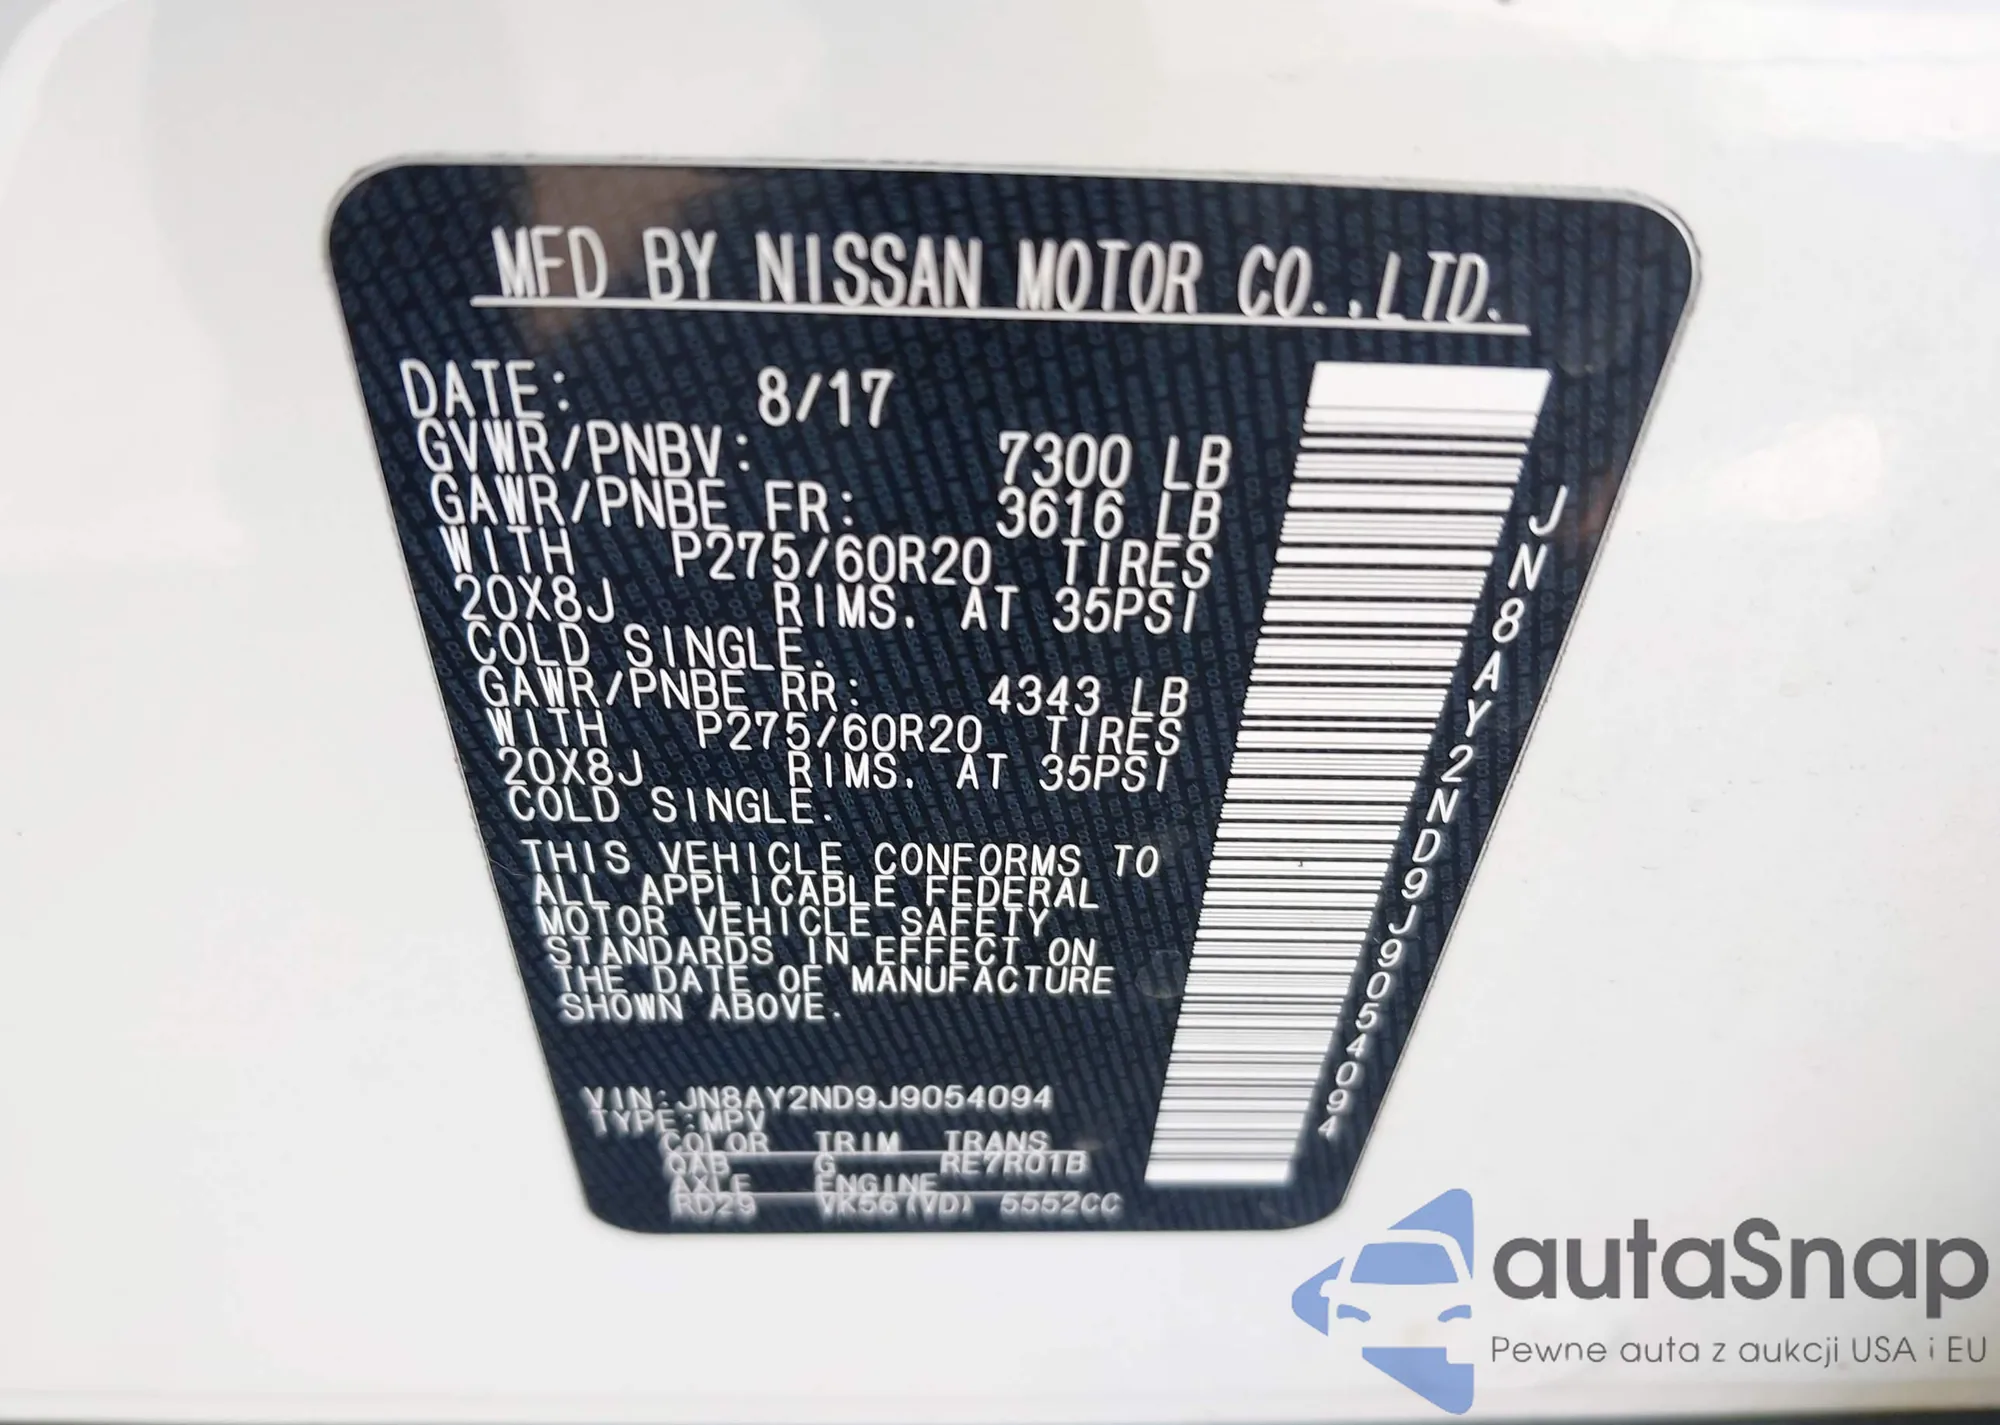 MFD BY NISSAN MOTOR CO.,LTD.
DATE: 8/17
GVWR/PNBV: 7300 LB
GAWR/PNBE FR: 3616 LB
WITH P275/60R20 TIRES
20X8J RIMS. AT 35PSI
COLD SINGLE.
GAWR/PNBE RR: 4343 LB
WITH P275/60R20 TIRES
20X8J RIMS. AT 35PSI
COLD SINGLE.
THIS VEHICLE CONFORMS TO
ALL APPLICABLE FEDERAL
MOTOR VEHICLE SAFETY
STANDARDS IN EFFECT ON
THE DATE OF MANUFACTURE
SHOWN ABOVE.
VIN:JN8AY2ND9J9054094
TYPE:MPV
COLOR TRIM TRANS
QAB G RE7R01B
AXLE ENGINE
RD29 VK56(VD) 5552CC
JN8AY2ND9J9054094
autaSnap
Pewne auta z aukcji USA i EU